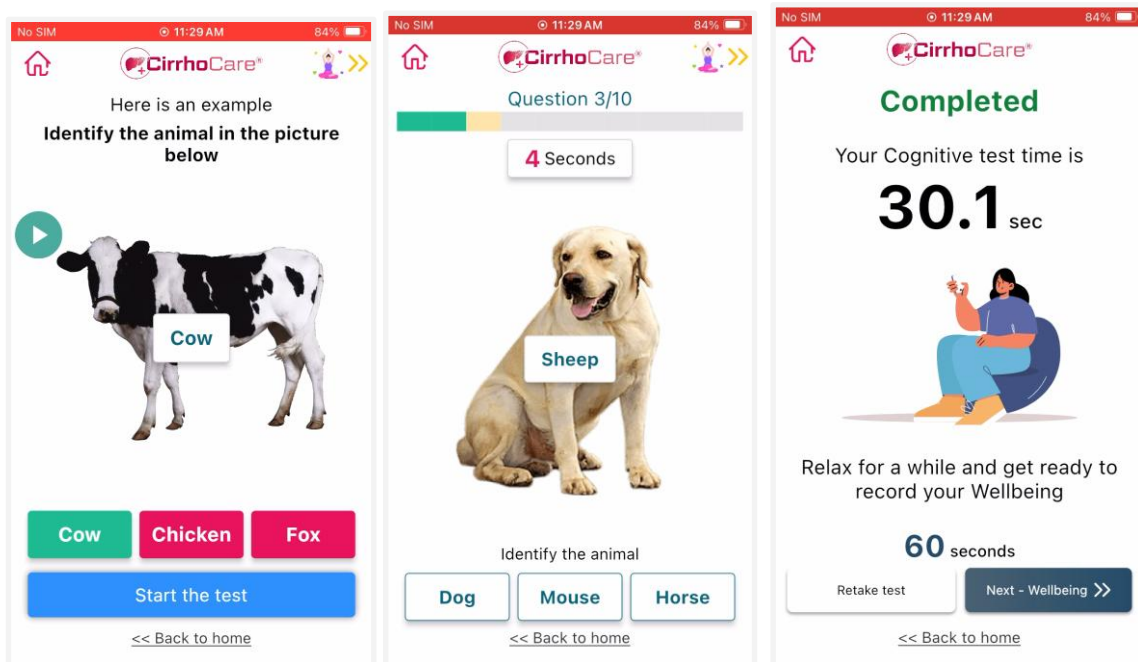 No SIM 11:29 AM 84%
CirrhoCare®
Here is an example
Identify the animal in the picture
below
Cow
Cow Chicken Fox
Start the test
<< Back to home
No SIM 11:29 AM 84%
CirrhoCare®
Question 3/10
4 Seconds
Sheep
Identify the animal
Dog Mouse Horse
<< Back to home
No SIM 11:29 AM 84%
CirrhoCare®
Completed
Your Cognitive test time is
30.1 sec
Relax for a while and get ready to
record your Wellbeing
60 seconds
Retake test Next - Wellbeing >>
<< Back to home